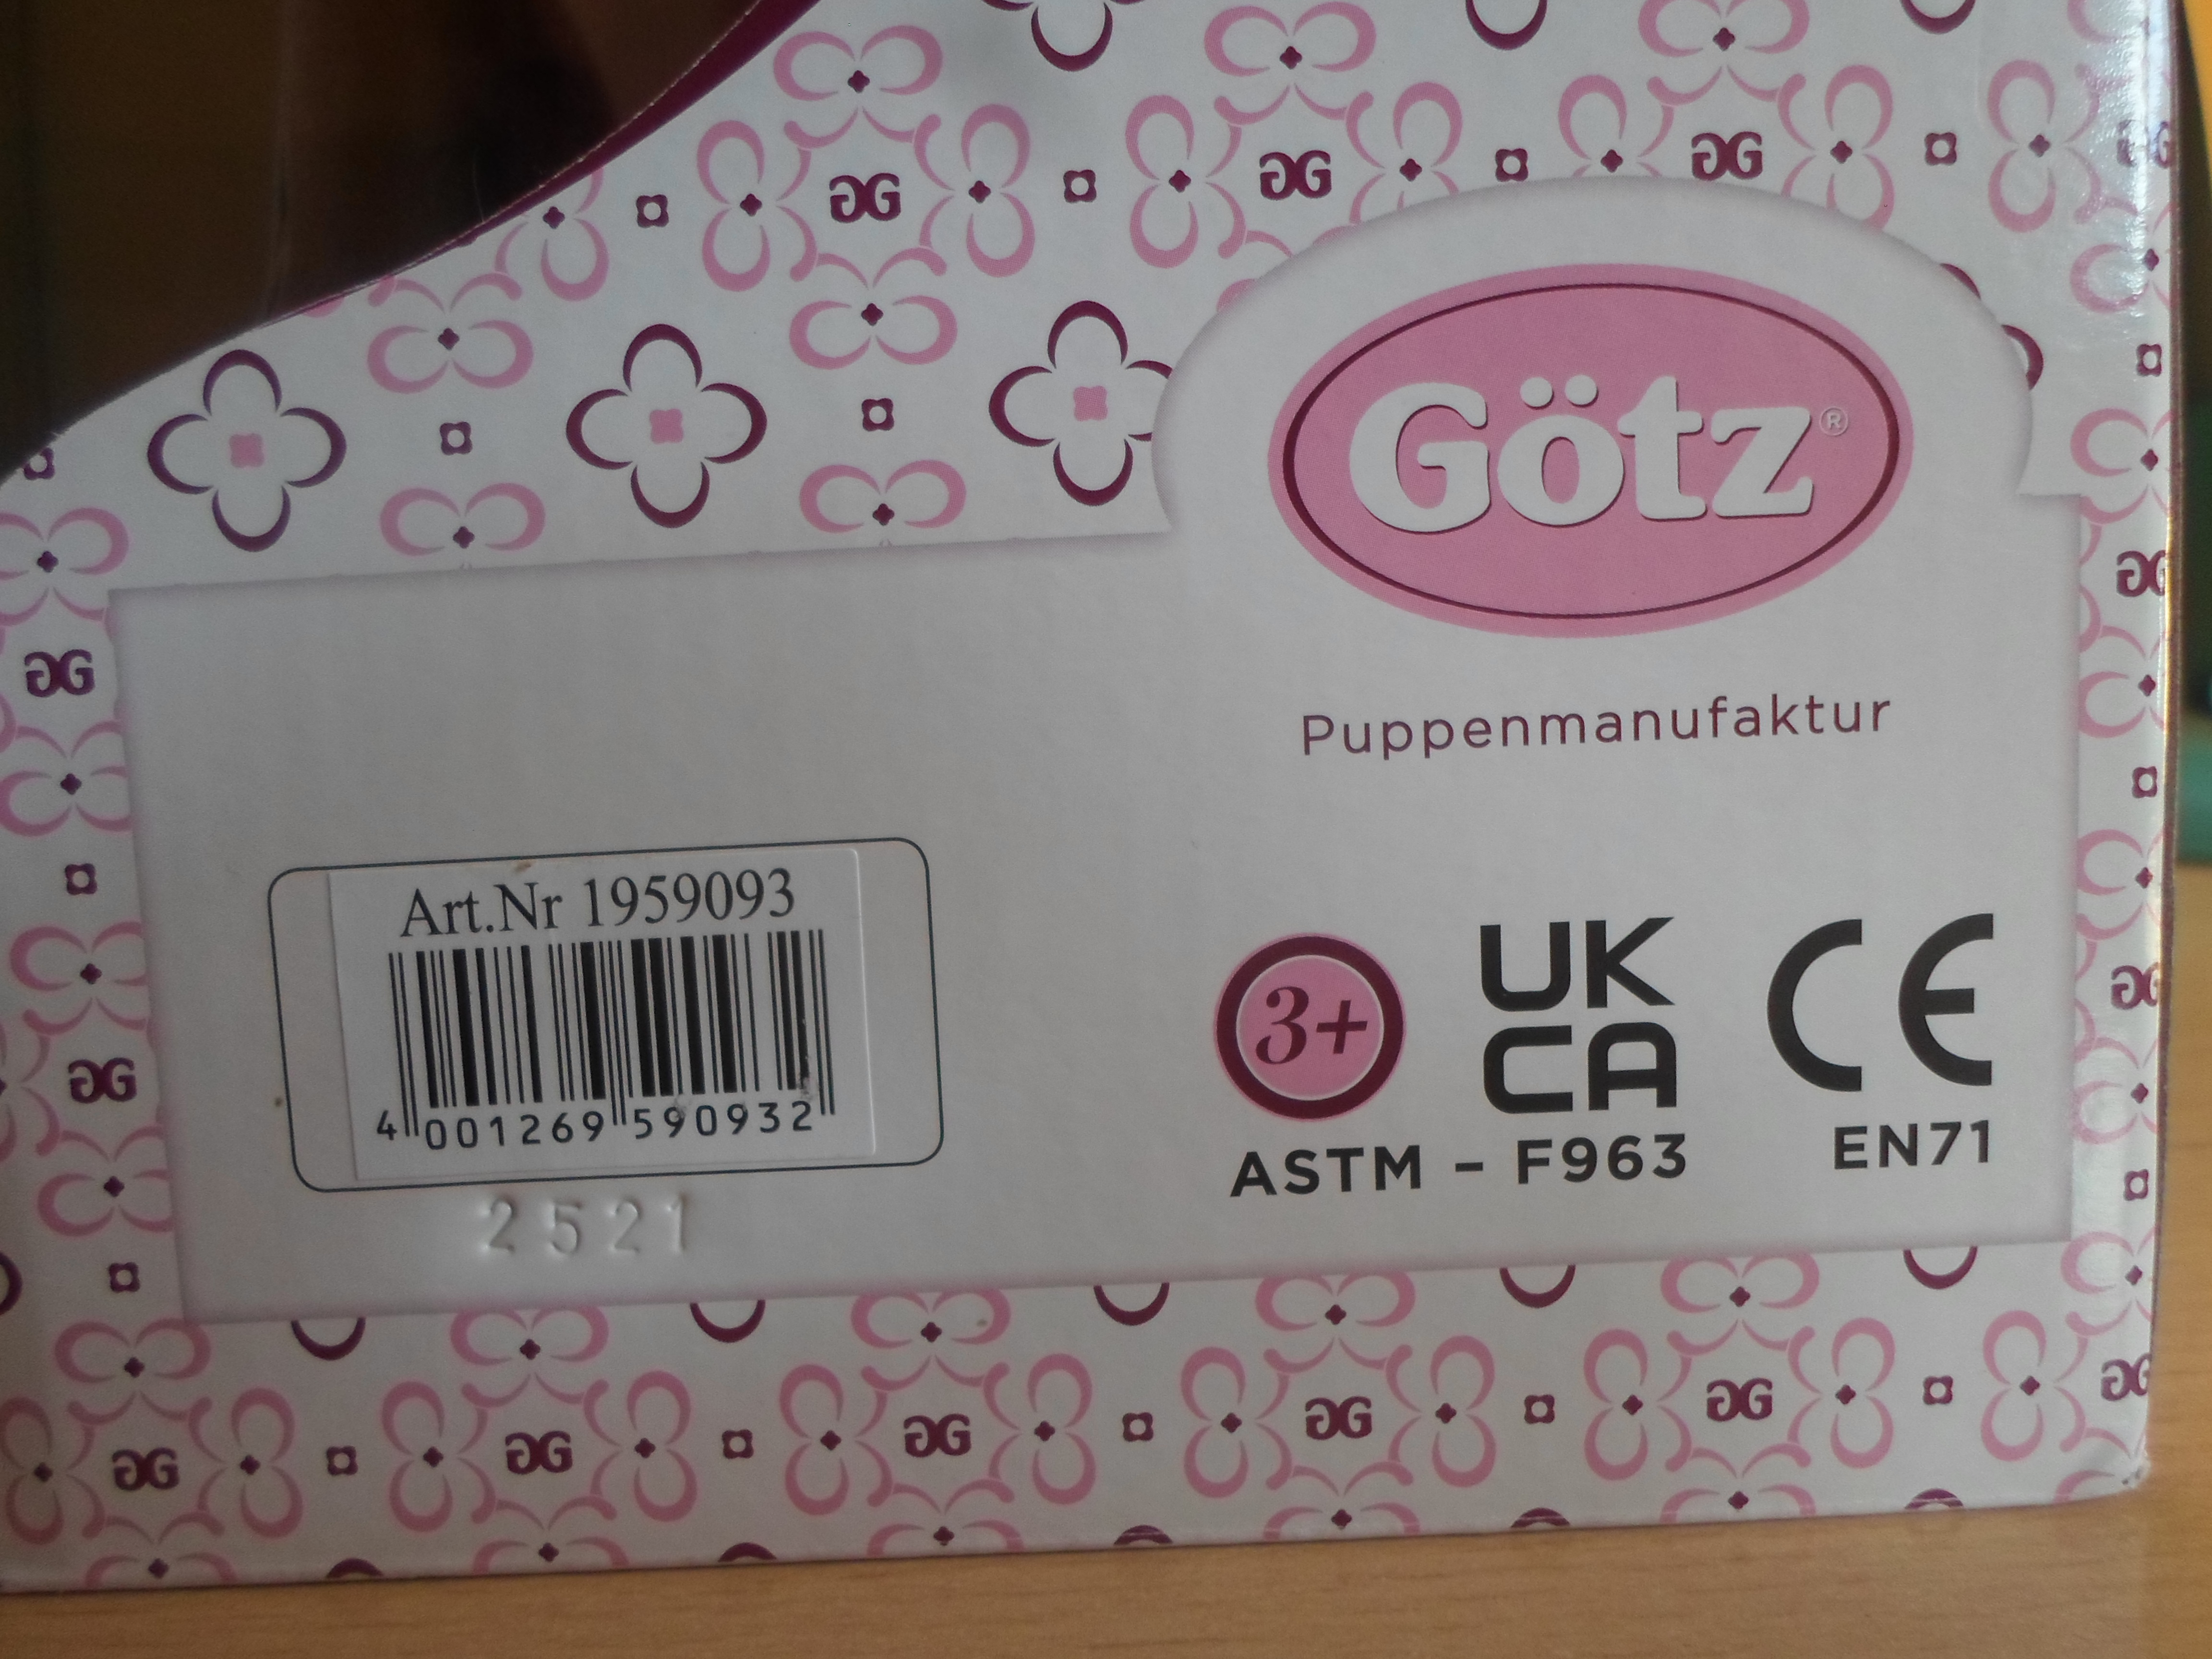 Götz®
Puppenmanufaktur
Art.Nr 1959093
4 001269 590932
2521
3+
UK
CA
CE
ASTM - F963
EN71